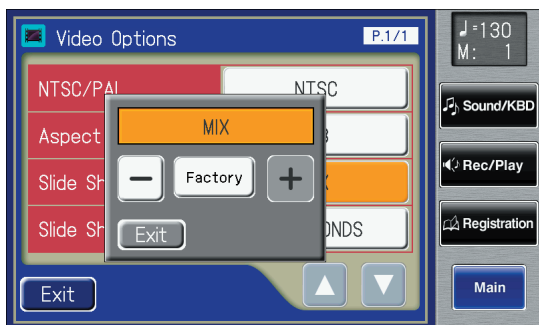 Video Options
P.1/1
♩=130
M: 1
NTSC/PAL
NTSC
Aspect
MIX
Slide Sh
Factory
Slide Sh
ONDS
Exit
Exit
Sound/KBD
Rec/Play
Registration
Main